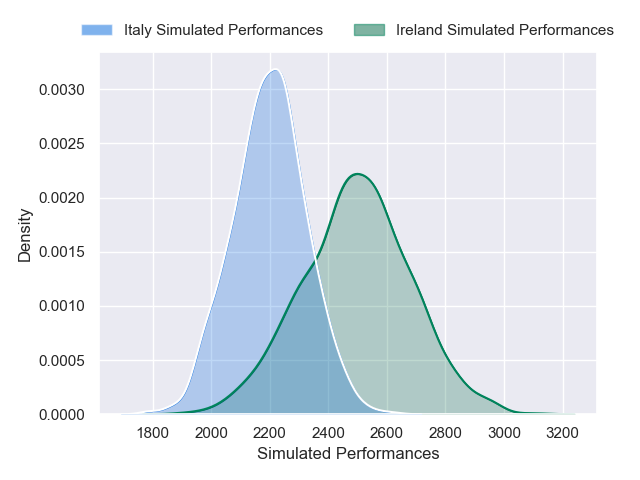 Italy Simulated Performances Ireland Simulated Performances
0.0030
0.0025
0.0020
0.0015
0.0010
0.0005
0.0000
Density
1800 2000 2200 2400 2600 2800 3000 3200
Simulated Performances